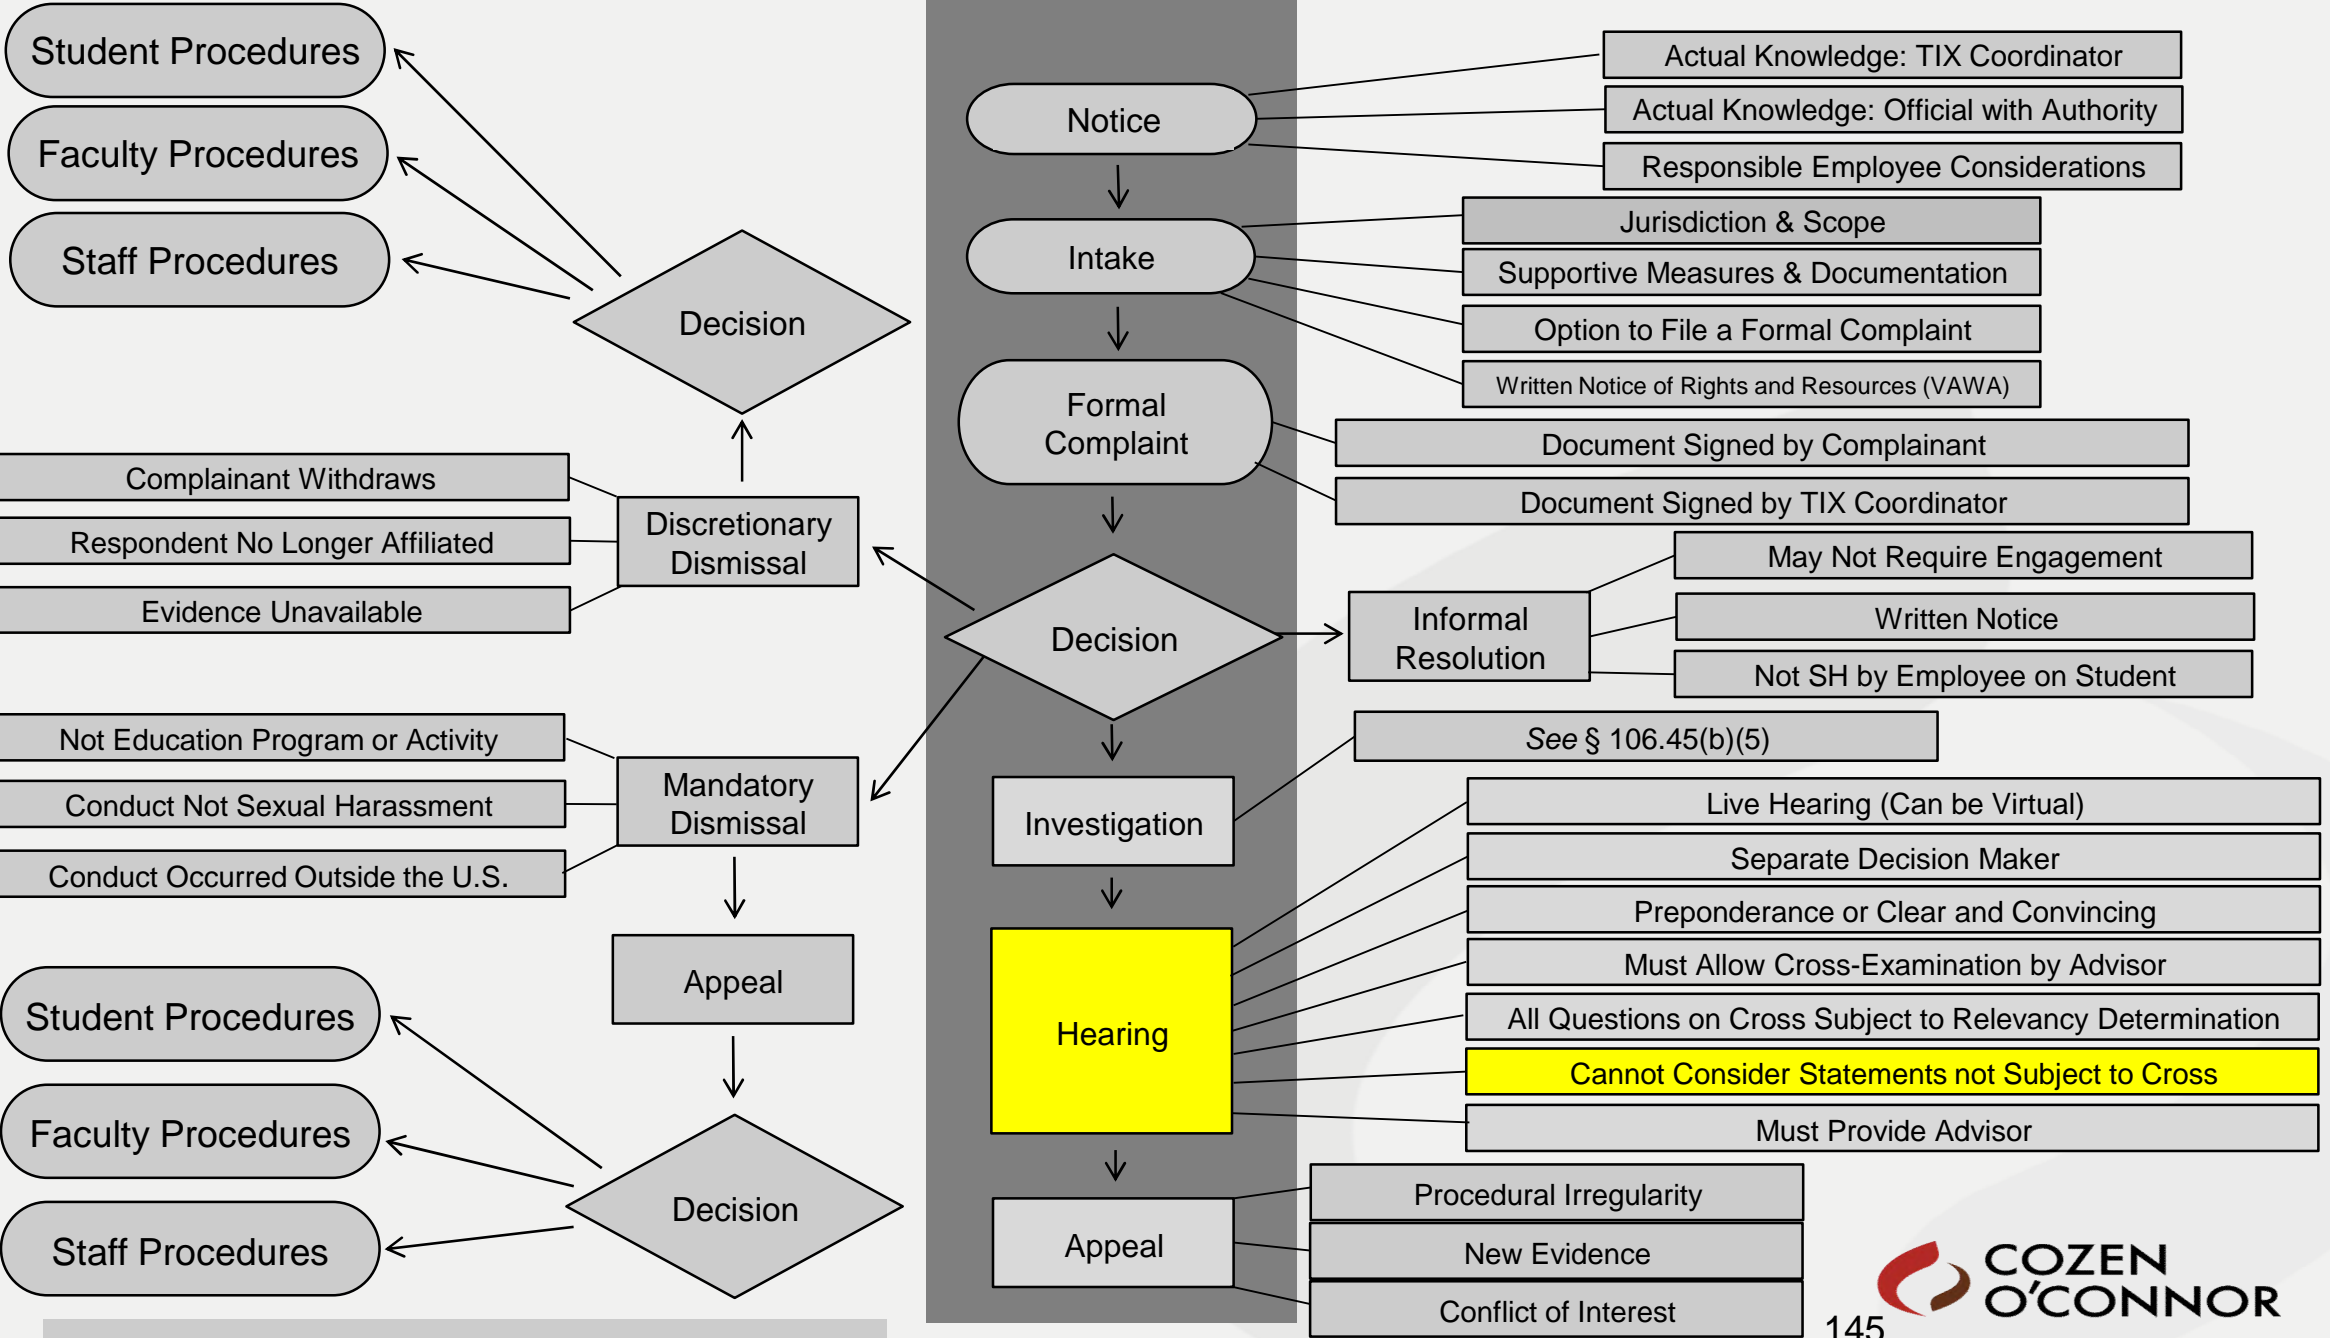 Student Procedures
Faculty Procedures
Staff Procedures
Decision
Complainant Withdraws
Respondent No Longer Affiliated
Evidence Unavailable
Discretionary
Dismissal
Not Education Program or Activity
Conduct Not Sexual Harassment
Conduct Occurred Outside the U.S.
Mandatory
Dismissal
Appeal
Student Procedures
Faculty Procedures
Staff Procedures
Decision
Notice
Actual Knowledge: TIX Coordinator
Actual Knowledge: Official with Authority
Responsible Employee Considerations
Intake
Jurisdiction & Scope
Supportive Measures & Documentation
Option to File a Formal Complaint
Written Notice of Rights and Resources (VAWA)
Formal
Complaint
Document Signed by Complainant
Document Signed by TIX Coordinator
Decision
Informal
Resolution
May Not Require Engagement
Written Notice
Not SH by Employee on Student
Investigation
See § 106.45(b)(5)
Hearing
Live Hearing (Can be Virtual)
Separate Decision Maker
Preponderance or Clear and Convincing
Must Allow Cross-Examination by Advisor
All Questions on Cross Subject to Relevancy Determination
Cannot Consider Statements not Subject to Cross
Must Provide Advisor
Appeal
Procedural Irregularity
New Evidence
Conflict of Interest
145
COZEN
O'CONNOR